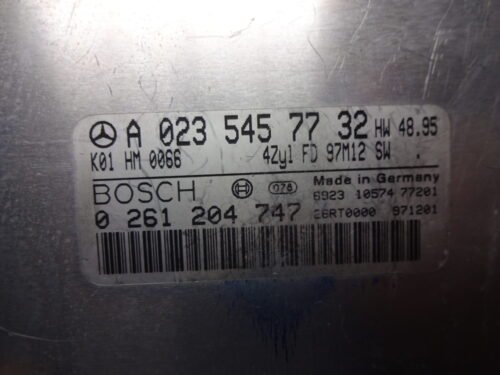 A 023 545 77 32 HW 48.95
K01 HM 0066 4Zyl FD 97M12 SW .
BOSCH 078 Made in Germany
6923 10574 77201
0 261 204 747 26RT0000 971201